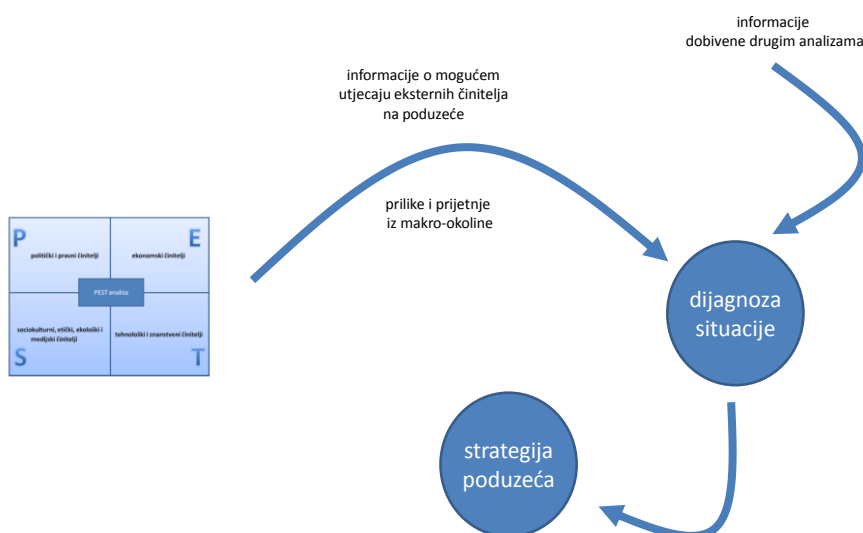 informacije
dobivene drugim analizama
informacije o mogućem
utjecaju eksternih činitelja
na poduzeće
prilike i prijetnje
iz makro-okoline
P
E
politički i pravni činitelji
ekonomski činitelji
PEST analiza
sociokulturni, etički, ekološki i
medijski činitelji
tehnološki i znanstveni činitelji
S
T
dijagnoza
situacije
strategija
poduzeća